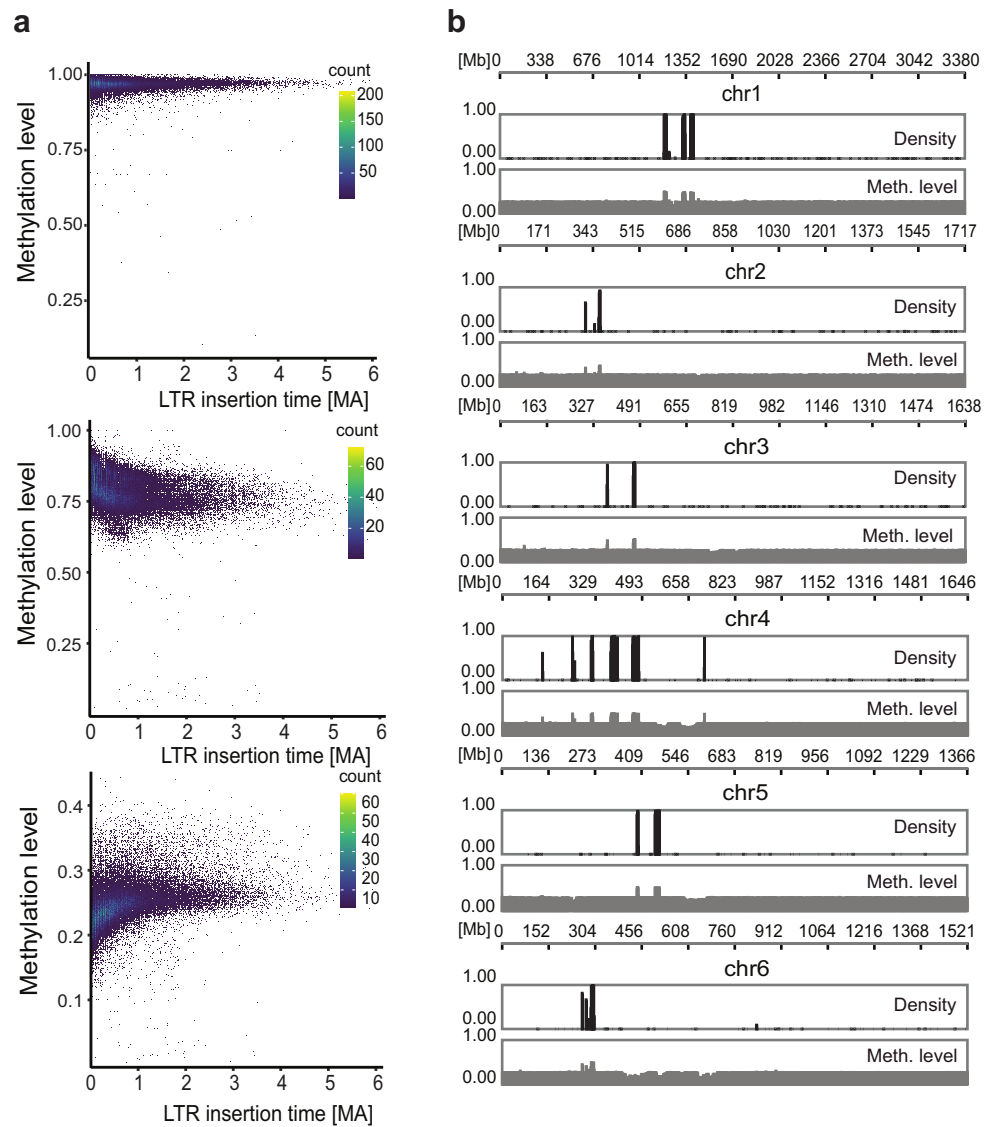 a
count
200
150
100
50
1.00
0.75
0.50
0.25
Methylation level
0 1 2 3 4 5 6
LTR insertion time [MA]
count
60
40
20
1.00
0.75
0.50
0.25
Methylation level
0 1 2 3 4 5 6
LTR insertion time [MA]
count
60
50
40
30
20
10
0.4
0.3
0.2
0.1
Methylation level
0 1 2 3 4 5 6
LTR insertion time [MA]
b
[Mb] 0 338 676 1014 1352 1690 2028 2366 2704 3042 3380
chr1
1.00
Density
0.00
1.00
Meth. level
0.00
[Mb] 0 171 343 515 686 858 1030 1201 1373 1545 1717
chr2
1.00
Density
0.00
1.00
Meth. level
0.00
[Mb] 0 163 327 491 655 819 982 1146 1310 1474 1638
chr3
1.00
Density
0.00
1.00
Meth. level
0.00
[Mb] 0 164 329 493 658 823 987 1152 1316 1481 1646
chr4
1.00
Density
0.00
1.00
Meth. level
0.00
[Mb] 0 136 273 409 546 683 819 956 1092 1229 1366
chr5
1.00
Density
0.00
1.00
Meth. level
0.00
[Mb] 0 152 304 456 608 760 912 1064 1216 1368 1521
chr6
1.00
Density
0.00
1.00
Meth. level
0.00